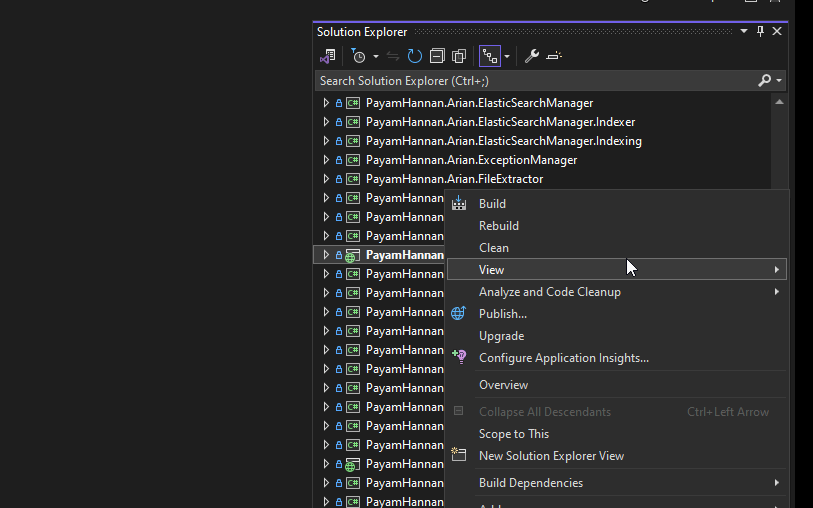 Solution Explorer
Search Solution Explorer (Ctrl+;)
C# PayamHannan.Arian.ElasticSearchManager
C# PayamHannan.Arian.ElasticSearchManager.Indexer
C# PayamHannan.Arian.ElasticSearchManager.Indexing
C# PayamHannan.Arian.ExceptionManager
C# PayamHannan.Arian.FileExtractor
C# PayamHannan
C# PayamHannan
C# PayamHannan
PayamHannan
C# PayamHannan
C# PayamHannan
C# PayamHannan
C# PayamHannan
C# PayamHannan
C# PayamHannan
C# PayamHannan
C# PayamHannan
C# PayamHannan
PayamHannan
C# PayamHannan
C# PayamHannan
Build
Rebuild
Clean
View
Analyze and Code Cleanup
Publish...
Upgrade
Configure Application Insights...
Overview
Collapse All Descendants Ctrl+Left Arrow
Scope to This
New Solution Explorer View
Build Dependencies